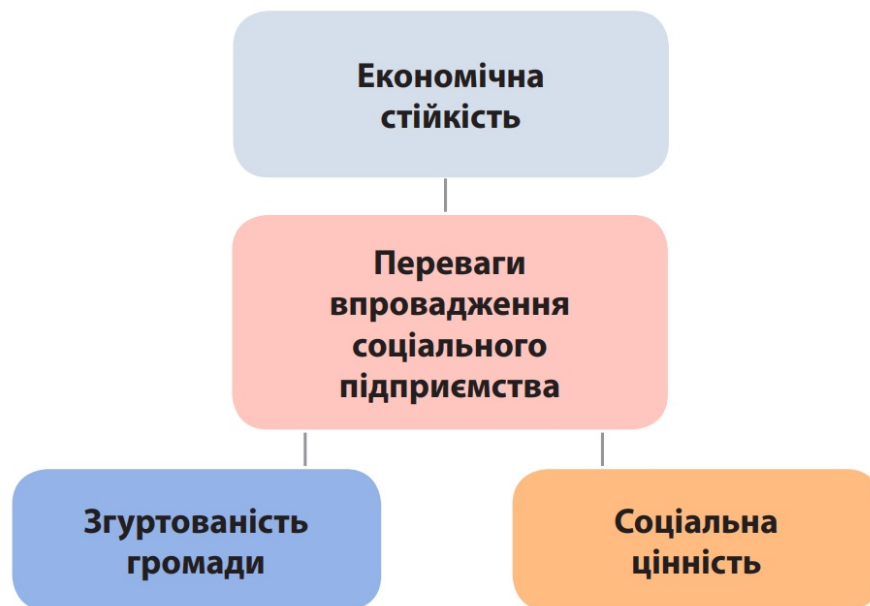 Економічна
стійкість
Переваги
впровадження
соціального
підприємства
Згуртованість
громади
Соціальна
цінність